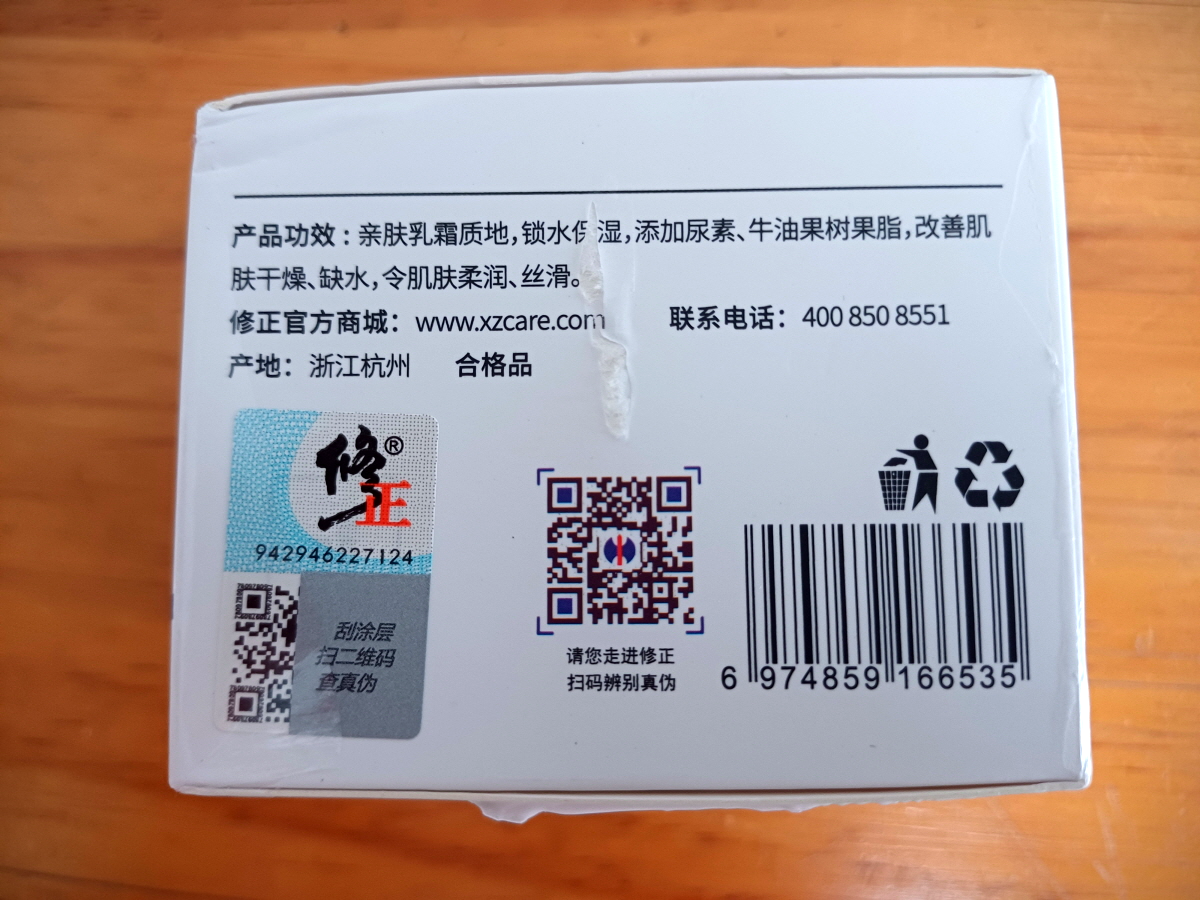 产品功效：亲肤乳霜质地,锁水保湿,添加尿素、牛油果树果脂,改善肌
肤干燥、缺水,令肌肤柔润、丝滑。
修正官方商城：www.xzcare.com 联系电话：400 850 8551
产地：浙江杭州 合格品
修正®
942946227124
刮涂层
扫二维码
查真伪
请您走进修正
扫码辨别真伪
6 974859 166535